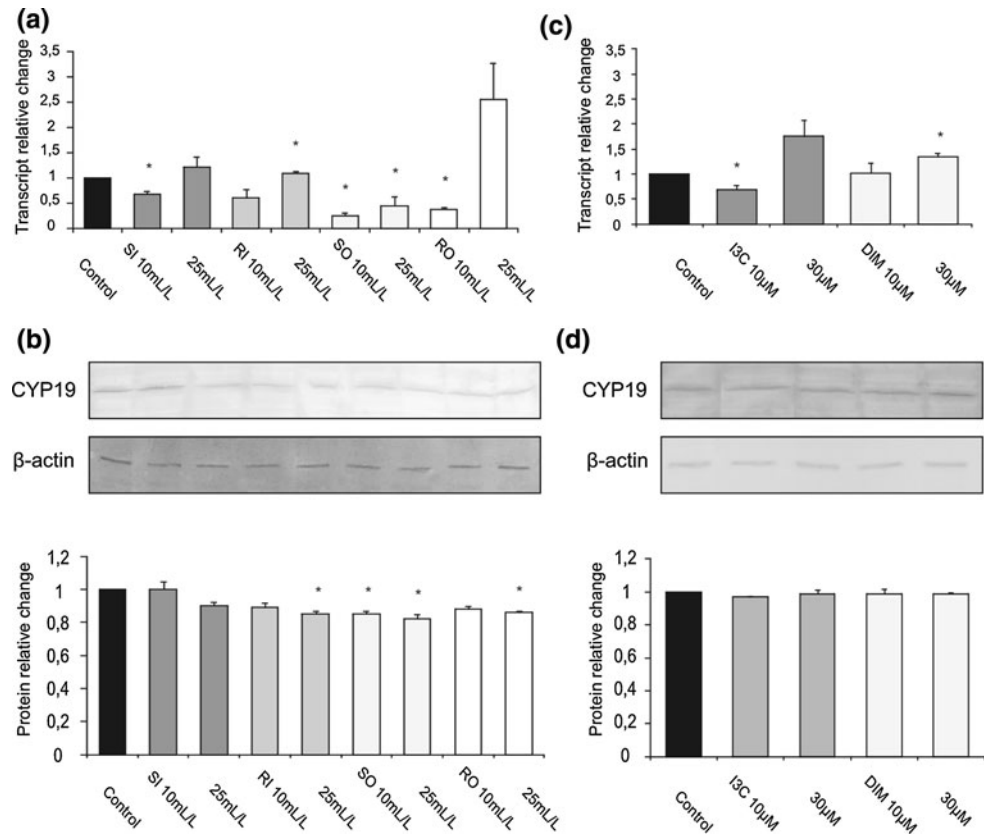 (a)
Transcript relative change
3,5
3
2,5
2
1,5
1
0,5
0
* * * * *
Control
SI 10mL/L
25mL/L
RI 10mL/L
25mL/L
SO 10mL/L
25mL/L
RO 10mL/L
25mL/L
(c)
Transcript relative change
3,5
3
2,5
2
1,5
1
0,5
0
* *
Control
I3C 10µM
30µM
DIM 10µM
30µM
(b)
CYP19
β-actin
Protein relative change
1,2
1
0,8
0,6
0,4
0,2
0
* * * *
Control
SI 10mL/L
25mL/L
RI 10mL/L
25mL/L
SO 10mL/L
25mL/L
RO 10mL/L
25mL/L
(d)
CYP19
β-actin
Protein relative change
1,2
1
0,8
0,6
0,4
0,2
0
Control
I3C 10µM
30µM
DIM 10µM
30µM